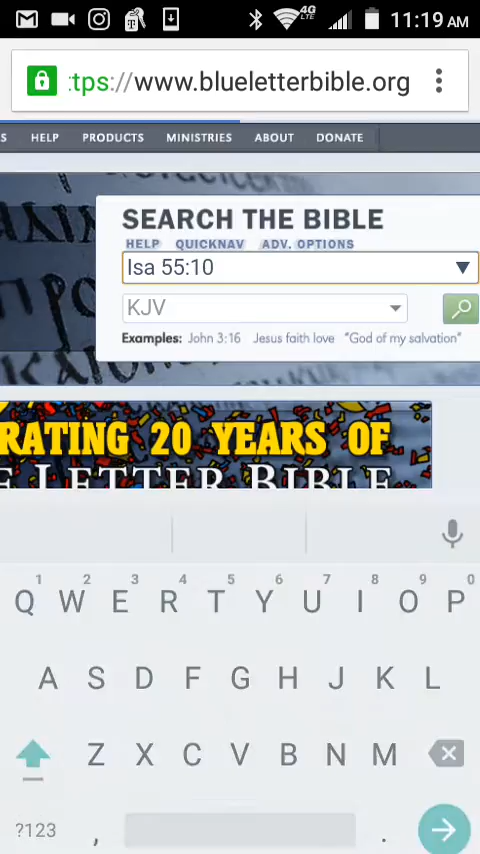 4G
LTE
11:19 AM
:tps://www.blueletterbible.org
S HELP PRODUCTS MINISTRIES ABOUT DONATE
SEARCH THE BIBLE
HELP QUICKNAV ADV. OPTIONS
Isa 55:10
KJV
Examples: John 3:16 Jesus faith love "God of my salvation"
RATING 20 YEARS OF
E LETTER BIBLE
1 2 3 4 5 6 7 8 9 0
Q W E R T Y U I O P
A S D F G H J K L
Z X C V B N M
?123 , .